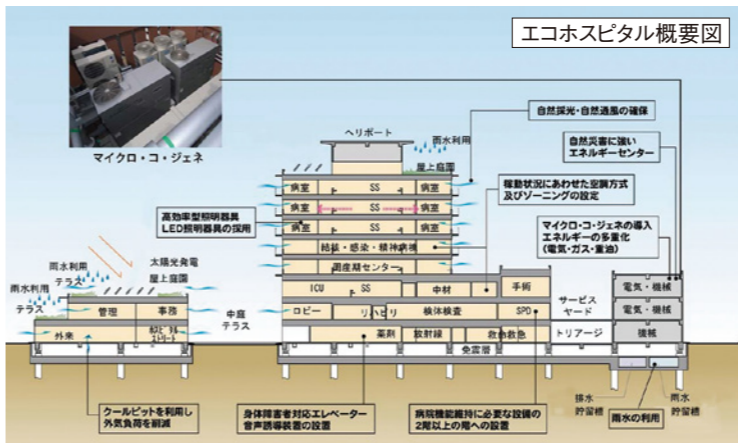 エコホスピタル概要図
マイクロ・コ・ジェネ
ヘリポート
雨水利用
屋上庭園
自然採光・自然通風の確保
自然災害に強い
エネルギーセンター
稼動状況にあわせた空調方式
及びゾーニングの設定
高効率型照明器具
LED照明器具の採用
マイクロ・コ・ジェネの導入
エネルギーの多重化
(電気・ガス・重油)
病室 SS 病室
病室 SS 病室
病室 SS 病室
結核・感染・精神病棟
周産期センター
ICU SS 中材 手術
ロビー リハビリ 検体検査 SPD
薬剤 放射線 救命救急
免震層
サービス
ヤード
トリアージ
電気・機械
電気・機械
機械
太陽光発電
屋上庭園
雨水利用
テラス
雨水利用
テラス
管理 事務
外来
ホスピタル
ストリート
中庭
テラス
クールピットを利用し
外気負荷を削減
身体障害者対応エレベーター
音声誘導装置の設置
病院機能維持に必要な設備の
2階以上の階への設置
排水
貯留槽
雨水
貯留槽
雨水の利用